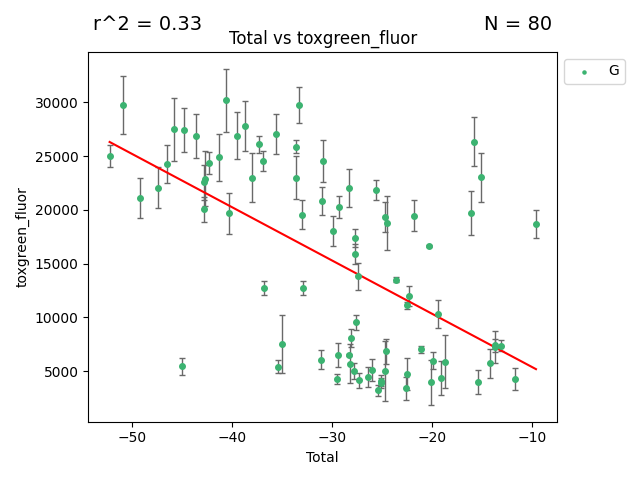 r^2 = 0.33
N = 80
Total vs toxgreen_fluor
G
toxgreen_fluor
30000
25000
20000
15000
10000
5000
−50 −40 −30 −20 −10
Total